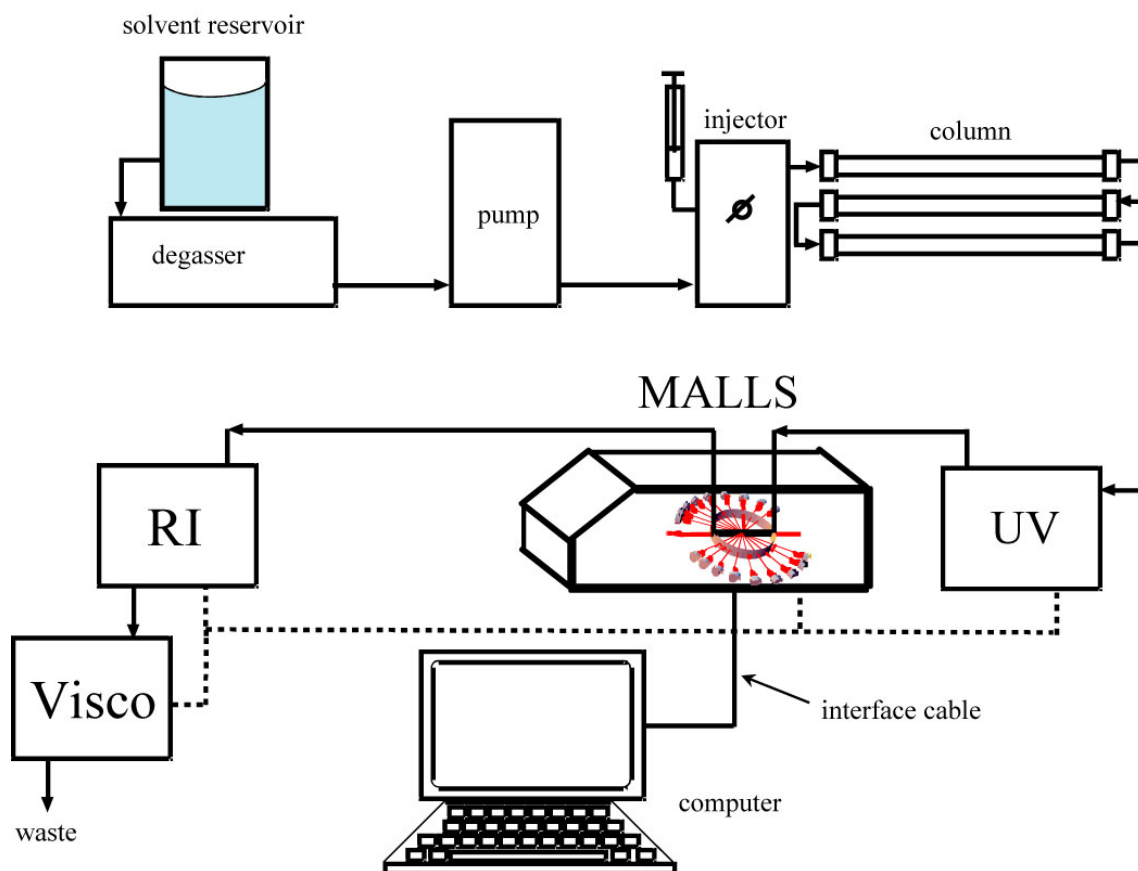 solvent reservoir
injector
column
pump
degasser
MALLS
RI
UV
Visco
interface cable
computer
waste